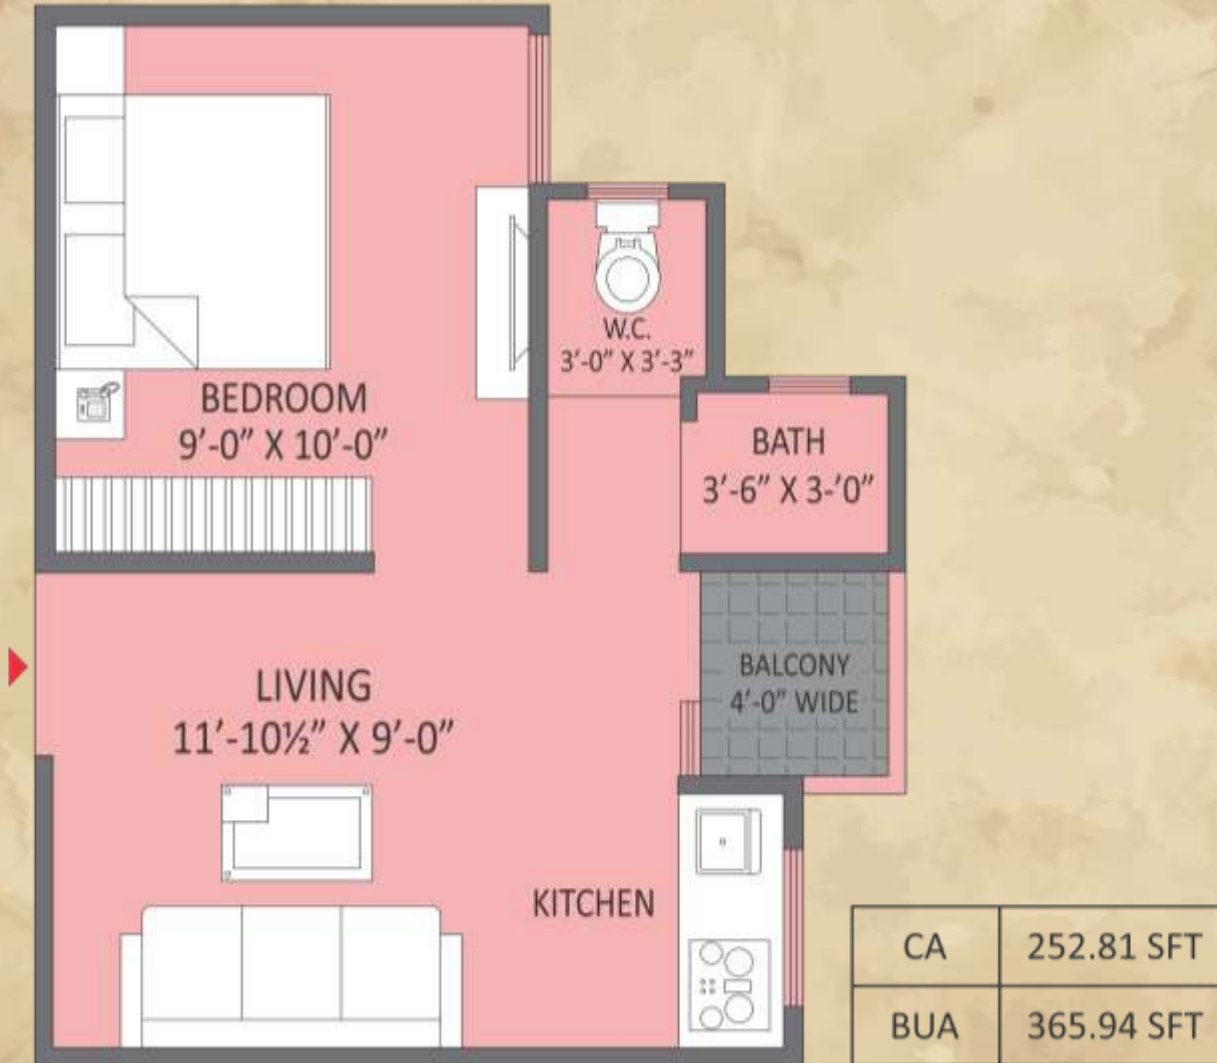 W.C.
3'-0" X 3'-3"
BEDROOM
9'-0" X 10'-0"
BATH
3'-6" X 3-'0"
LIVING
11'-10½" X 9'-0"
BALCONY
4'-0" WIDE
KITCHEN
CA 252.81 SFT
BUA 365.94 SFT